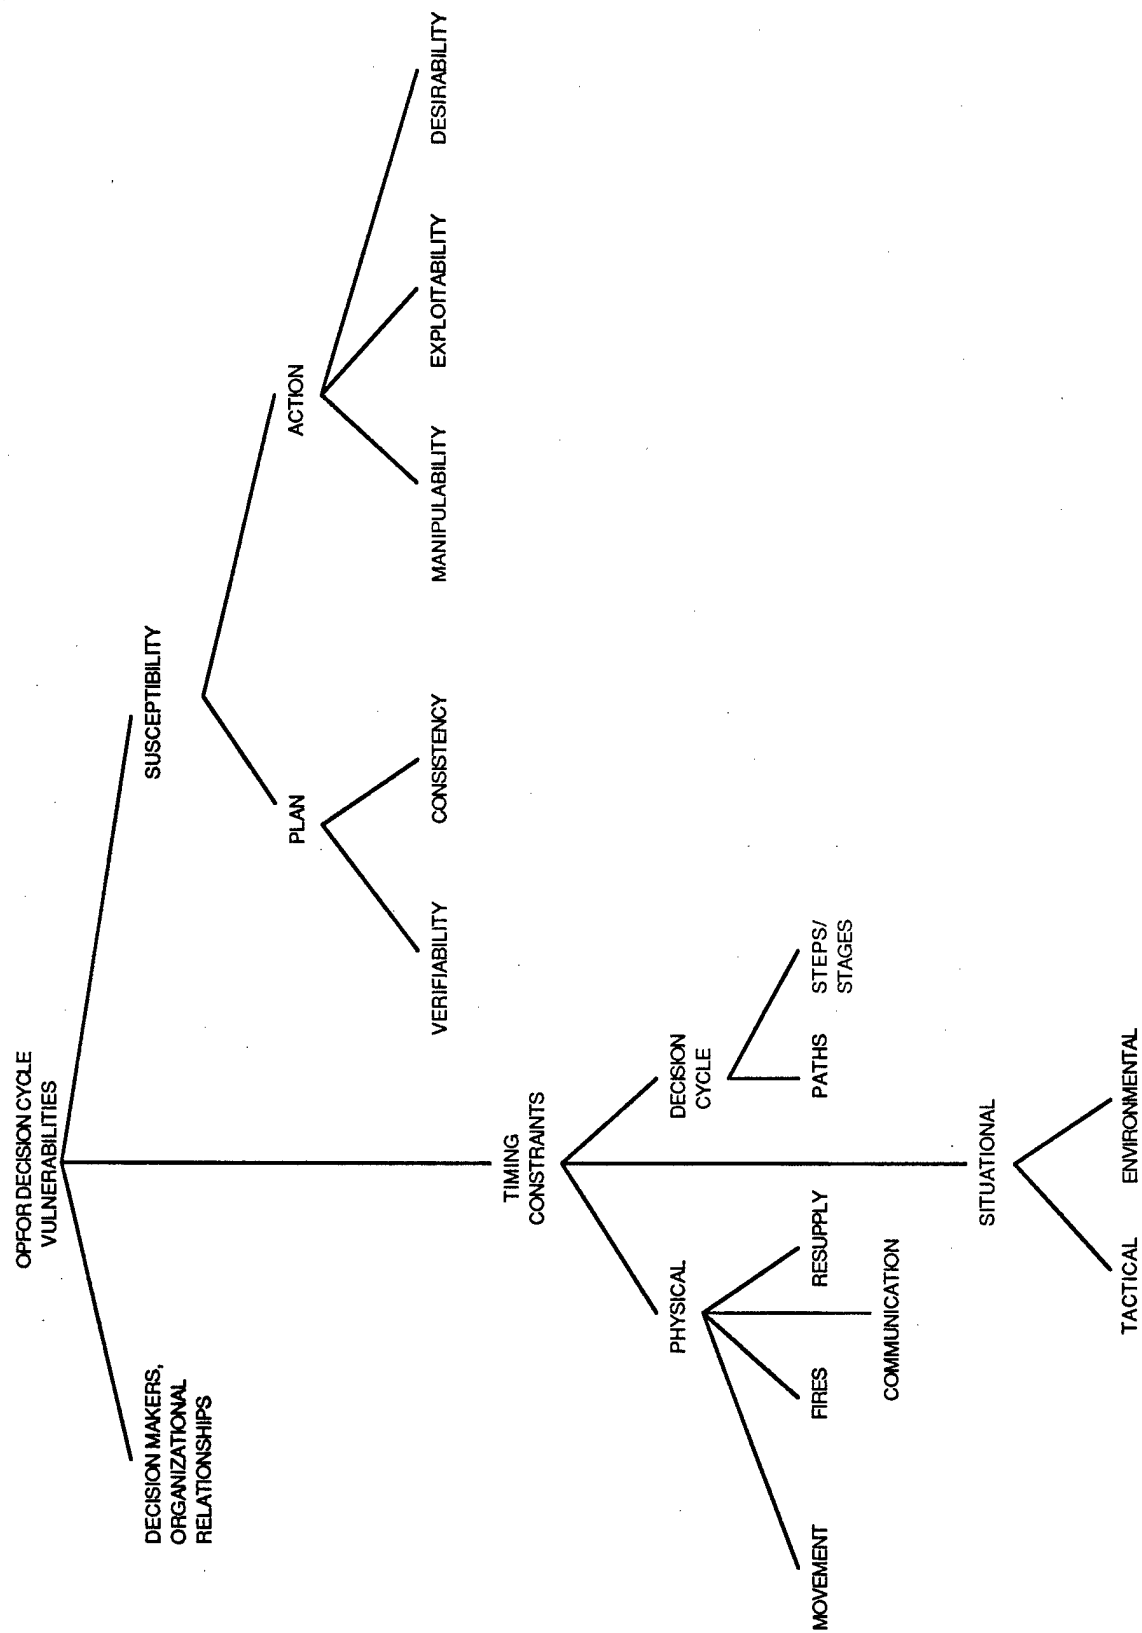 OPFOR DECISION CYCLE
VULNERABILITIES
DECISION MAKERS,
ORGANIZATIONAL
RELATIONSHIPS
SUSCEPTIBILITY
PLAN
ACTION
VERIFIABILITY
CONSISTENCY
MANIPULABILITY
EXPLOITABILITY
DESIRABILITY
TIMING
CONSTRAINTS
PHYSICAL
DECISION
CYCLE
MOVEMENT
FIRES
RESUPPLY
PATHS
STEPS/
STAGES
COMMUNICATION
SITUATIONAL
TACTICAL
ENVIRONMENTAL